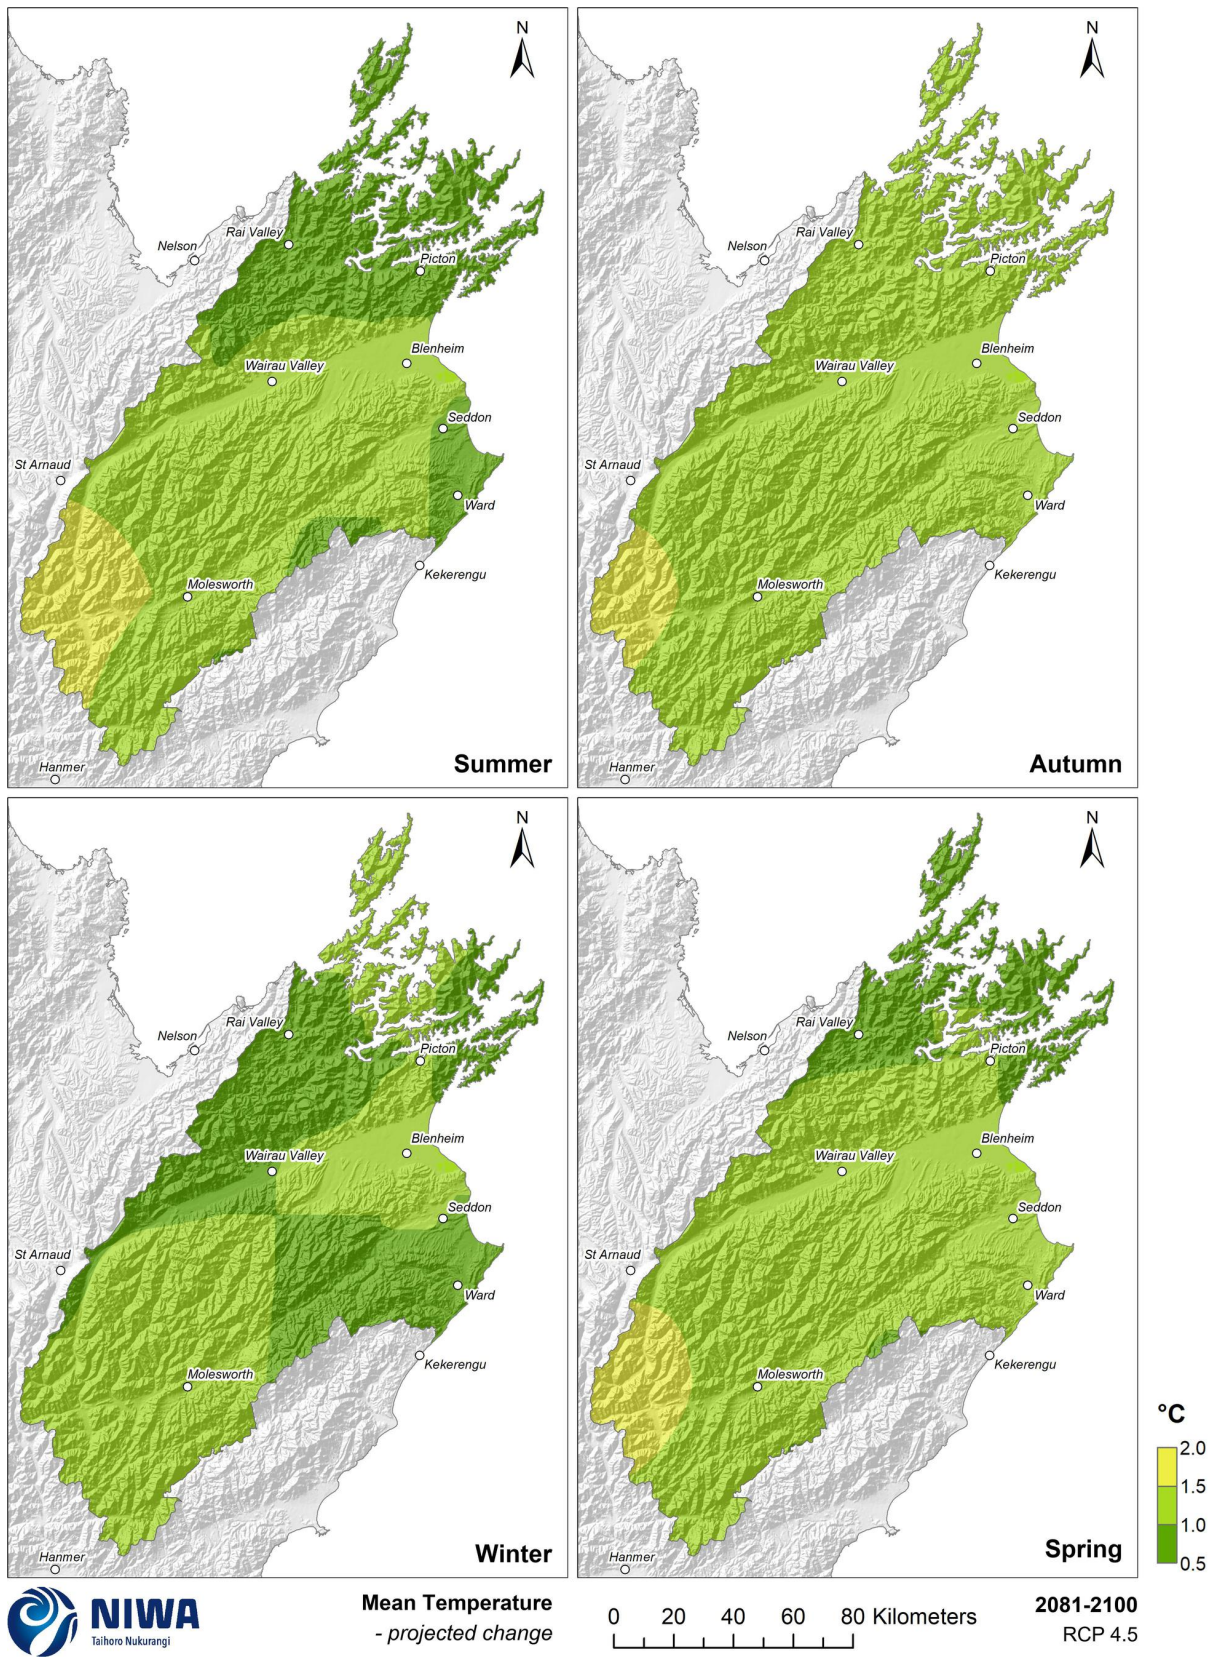 N
Nelson
Rai Valley
Picton
Blenheim
Wairau Valley
Seddon
St Arnaud
Ward
Kekerengu
Molesworth
Hanmer
Summer
N
Nelson
Rai Valley
Picton
Blenheim
Wairau Valley
Seddon
St Arnaud
Ward
Kekerengu
Molesworth
Hanmer
Autumn
N
Nelson
Rai Valley
Picton
Blenheim
Wairau Valley
Seddon
St Arnaud
Ward
Kekerengu
Molesworth
Hanmer
Winter
N
Nelson
Rai Valley
Picton
Blenheim
Wairau Valley
Seddon
St Arnaud
Ward
Kekerengu
Molesworth
Hanmer
Spring
°C
2.0
1.5
1.0
0.5
NIWA
Taihoro Nukurangi
Mean Temperature
- projected change
0 20 40 60 80 Kilometers
2081-2100
RCP 4.5